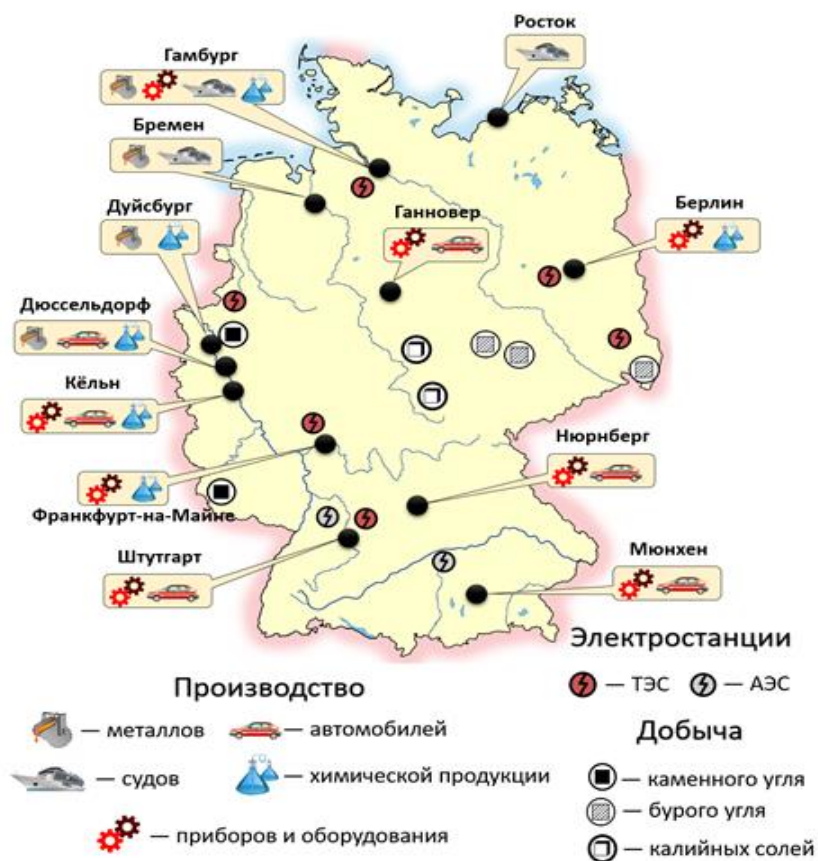 Росток
Гамбург
Бремен
Дуйсбург
Ганновер
Берлин
Дюссельдорф
Кёльн
Нюрнберг
Франкфурт-на-Майне
Штутгарт
Мюнхен
Электростанции
— ТЭС — АЭС
Производство
— металлов — автомобилей
— судов — химической продукции
— приборов и оборудования
Добыча
— каменного угля
— бурого угля
— калийных солей